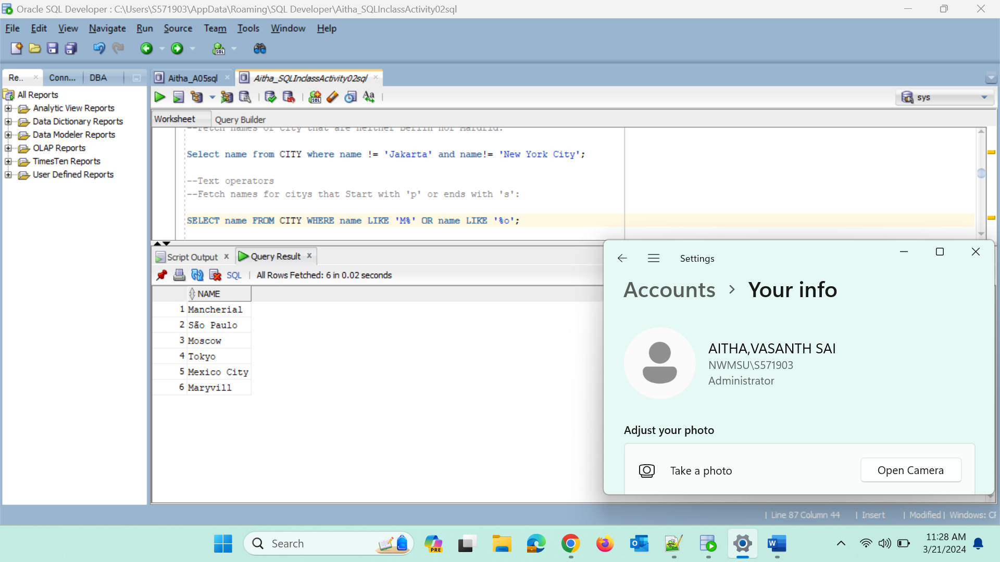 Oracle SQL Developer : C:\Users\S571903\AppData\Roaming\SQL Developer\Aitha_SQLInclassActivity02sql
File Edit View Navigate Run Source Team Tools Window Help
Re.. Conn... DBA
Aitha_A05sql Aitha_SQLInclassActivity02sql
All Reports
Analytic View Reports
Data Dictionary Reports
Data Modeler Reports
OLAP Reports
TimesTen Reports
User Defined Reports
sys
Worksheet Query Builder
--Fetch names of city that are neither Berlin nor Mardrid:
Select name from CITY where name != 'Jakarta' and name!= 'New York City';
--Text operators
--Fetch names for citys that Start with 'p' or ends with 's':
SELECT name FROM CITY WHERE name LIKE 'M%' OR name LIKE '%o';
Script Output Query Result
SQL All Rows Fetched: 6 in 0.02 seconds
NAME
1 Mancherial
2 São Paulo
3 Moscow
4 Tokyo
5 Mexico City
6 Maryvill
Settings
Accounts > Your info
AITHA,VASANTH SAI
NWMSU\S571903
Administrator
Adjust your photo
Take a photo Open Camera
| Line 87 Column 44 | Insert | Modified | Windows: CF
Search
PRE
11:28 AM
3/21/2024